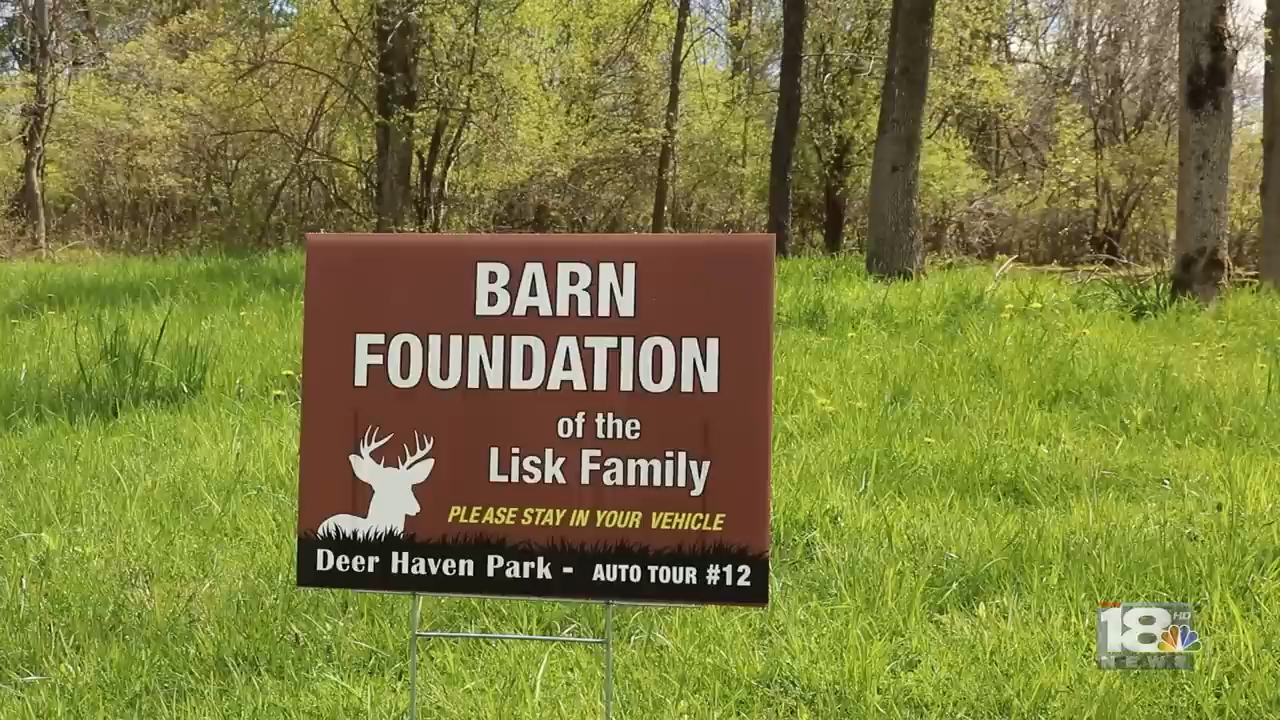 BARN
FOUNDATION
of the
Lisk Family
PLEASE STAY IN YOUR VEHICLE
Deer Haven Park - AUTO TOUR #12
18 HD
NEWS